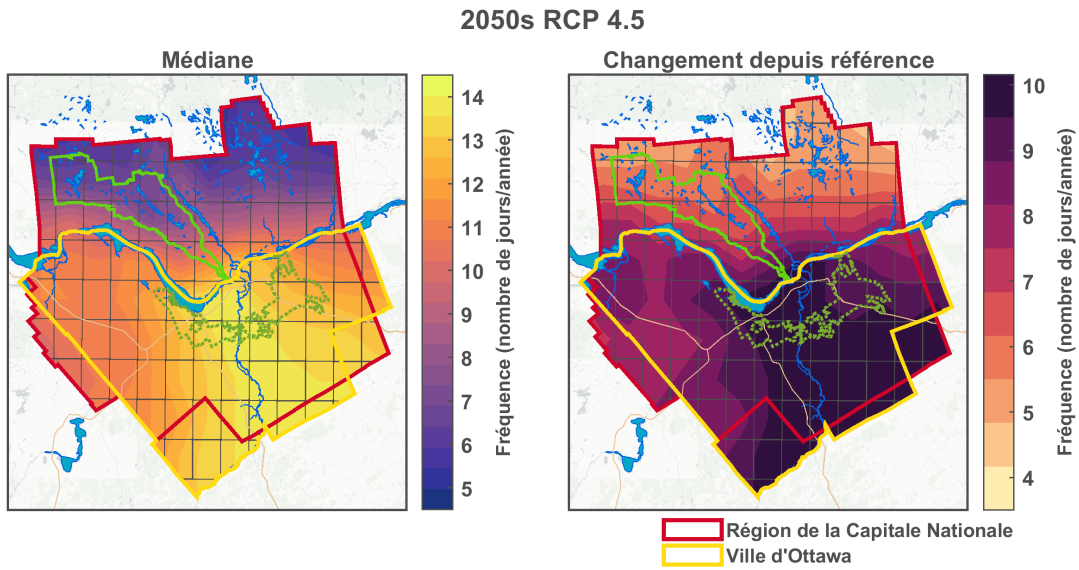 2050s RCP 4.5
Médiane
14
13
12
11
10
9
8
7
6
5
Fréquence (nombre de jours/année)
Changement depuis référence
10
9
8
7
6
5
4
Fréquence (nombre de jours/année)
Région de la Capitale Nationale
Ville d'Ottawa